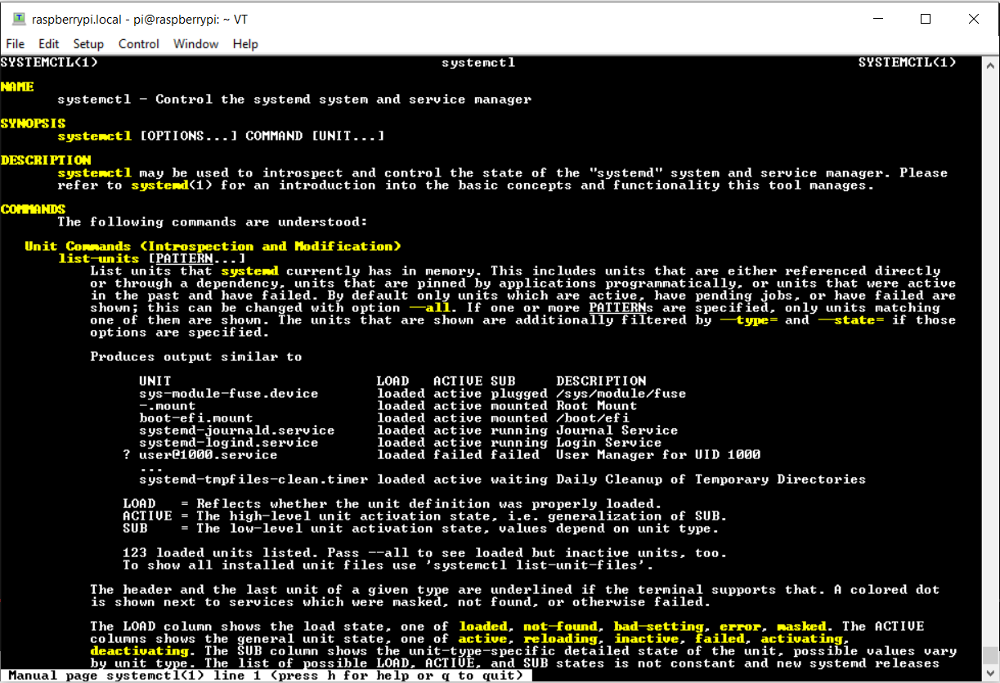 raspberrypi.local - pi@raspberrypi: ~ VT
File Edit Setup Control Window Help
SYSTEMCTL(1) systemctl SYSTEMCTL(1)
NAME
systemctl - Control the systemd system and service manager
SYNOPSIS
systemctl [OPTIONS...] COMMAND [UNIT...]
DESCRIPTION
systemctl may be used to introspect and control the state of the "systemd" system and service manager. Please
refer to systemd(1) for an introduction into the basic concepts and functionality this tool manages.
COMMANDS
The following commands are understood:
Unit Commands (Introspection and Modification)
list-units [PATTERN...]
List units that systemd currently has in memory. This includes units that are either referenced directly
or through a dependency, units that are pinned by applications programmatically, or units that were active
in the past and have failed. By default only units which are active, have pending jobs, or have failed are
shown; this can be changed with option --all. If one or more PATTERNs are specified, only units matching
one of them are shown. The units that are shown are additionally filtered by --type= and --state= if those
options are specified.
Produces output similar to
UNIT LOAD ACTIVE SUB DESCRIPTION
sys-module-fuse.device loaded active plugged /sys/module/fuse
-.mount loaded active mounted Root Mount
boot-efi.mount loaded active mounted /boot/efi
systemd-journald.service loaded active running Journal Service
systemd-logind.service loaded active running Login Service
? user@1000.service loaded failed failed User Manager for UID 1000
...
systemd-tmpfiles-clean.timer loaded active waiting Daily Cleanup of Temporary Directories
LOAD = Reflects whether the unit definition was properly loaded.
ACTIVE = The high-level unit activation state, i.e. generalization of SUB.
SUB = The low-level unit activation state, values depend on unit type.
123 loaded units listed. Pass --all to see loaded but inactive units, too.
To show all installed unit files use 'systemctl list-unit-files'.
The header and the last unit of a given type are underlined if the terminal supports that. A colored dot
is shown next to services which were masked, not found, or otherwise failed.
The LOAD column shows the load state, one of loaded, not-found, bad-setting, error, masked. The ACTIVE
columns shows the general unit state, one of active, reloading, inactive, failed, activating,
deactivating. The SUB column shows the unit-type-specific detailed state of the unit, possible values vary
by unit type. The list of possible LOAD, ACTIVE, and SUB states is not constant and new systemd releases
Manual page systemctl(1) line 1 (press h for help or q to quit)